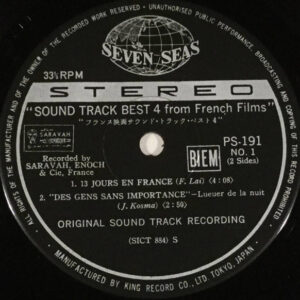 SEVEN SEAS
33⅓ RPM
STEREO
"SOUND TRACK BEST 4 from French Films"
"フランス映画サウンド・トラック・ベスト4"
SARAVAH
Recorded by
SARAVAH, ENOCH
& Cie, France
BIEM
PS-191
NO. 1
(2 Sides)
1. 13 JOURS EN FRANCE (F. Lai) (4:08)
2. "DES GENS SANS IMPORTANCE"—Lueur de la nuit
(J. Kosma) (2:59)
ORIGINAL SOUND TRACK RECORDING
(SICT 884) S
ALL RIGHTS OF THE MANUFACTURER AND OF THE OWNER OF THE RECORDED WORK RESERVED - UNAUTHORISED PUBLIC PERFORMANCE, BROADCASTING AND COPYING OF THIS RECORD PROHIBITED
MANUFACTURED BY KING RECORD CO. LTD, TOKYO, JAPAN